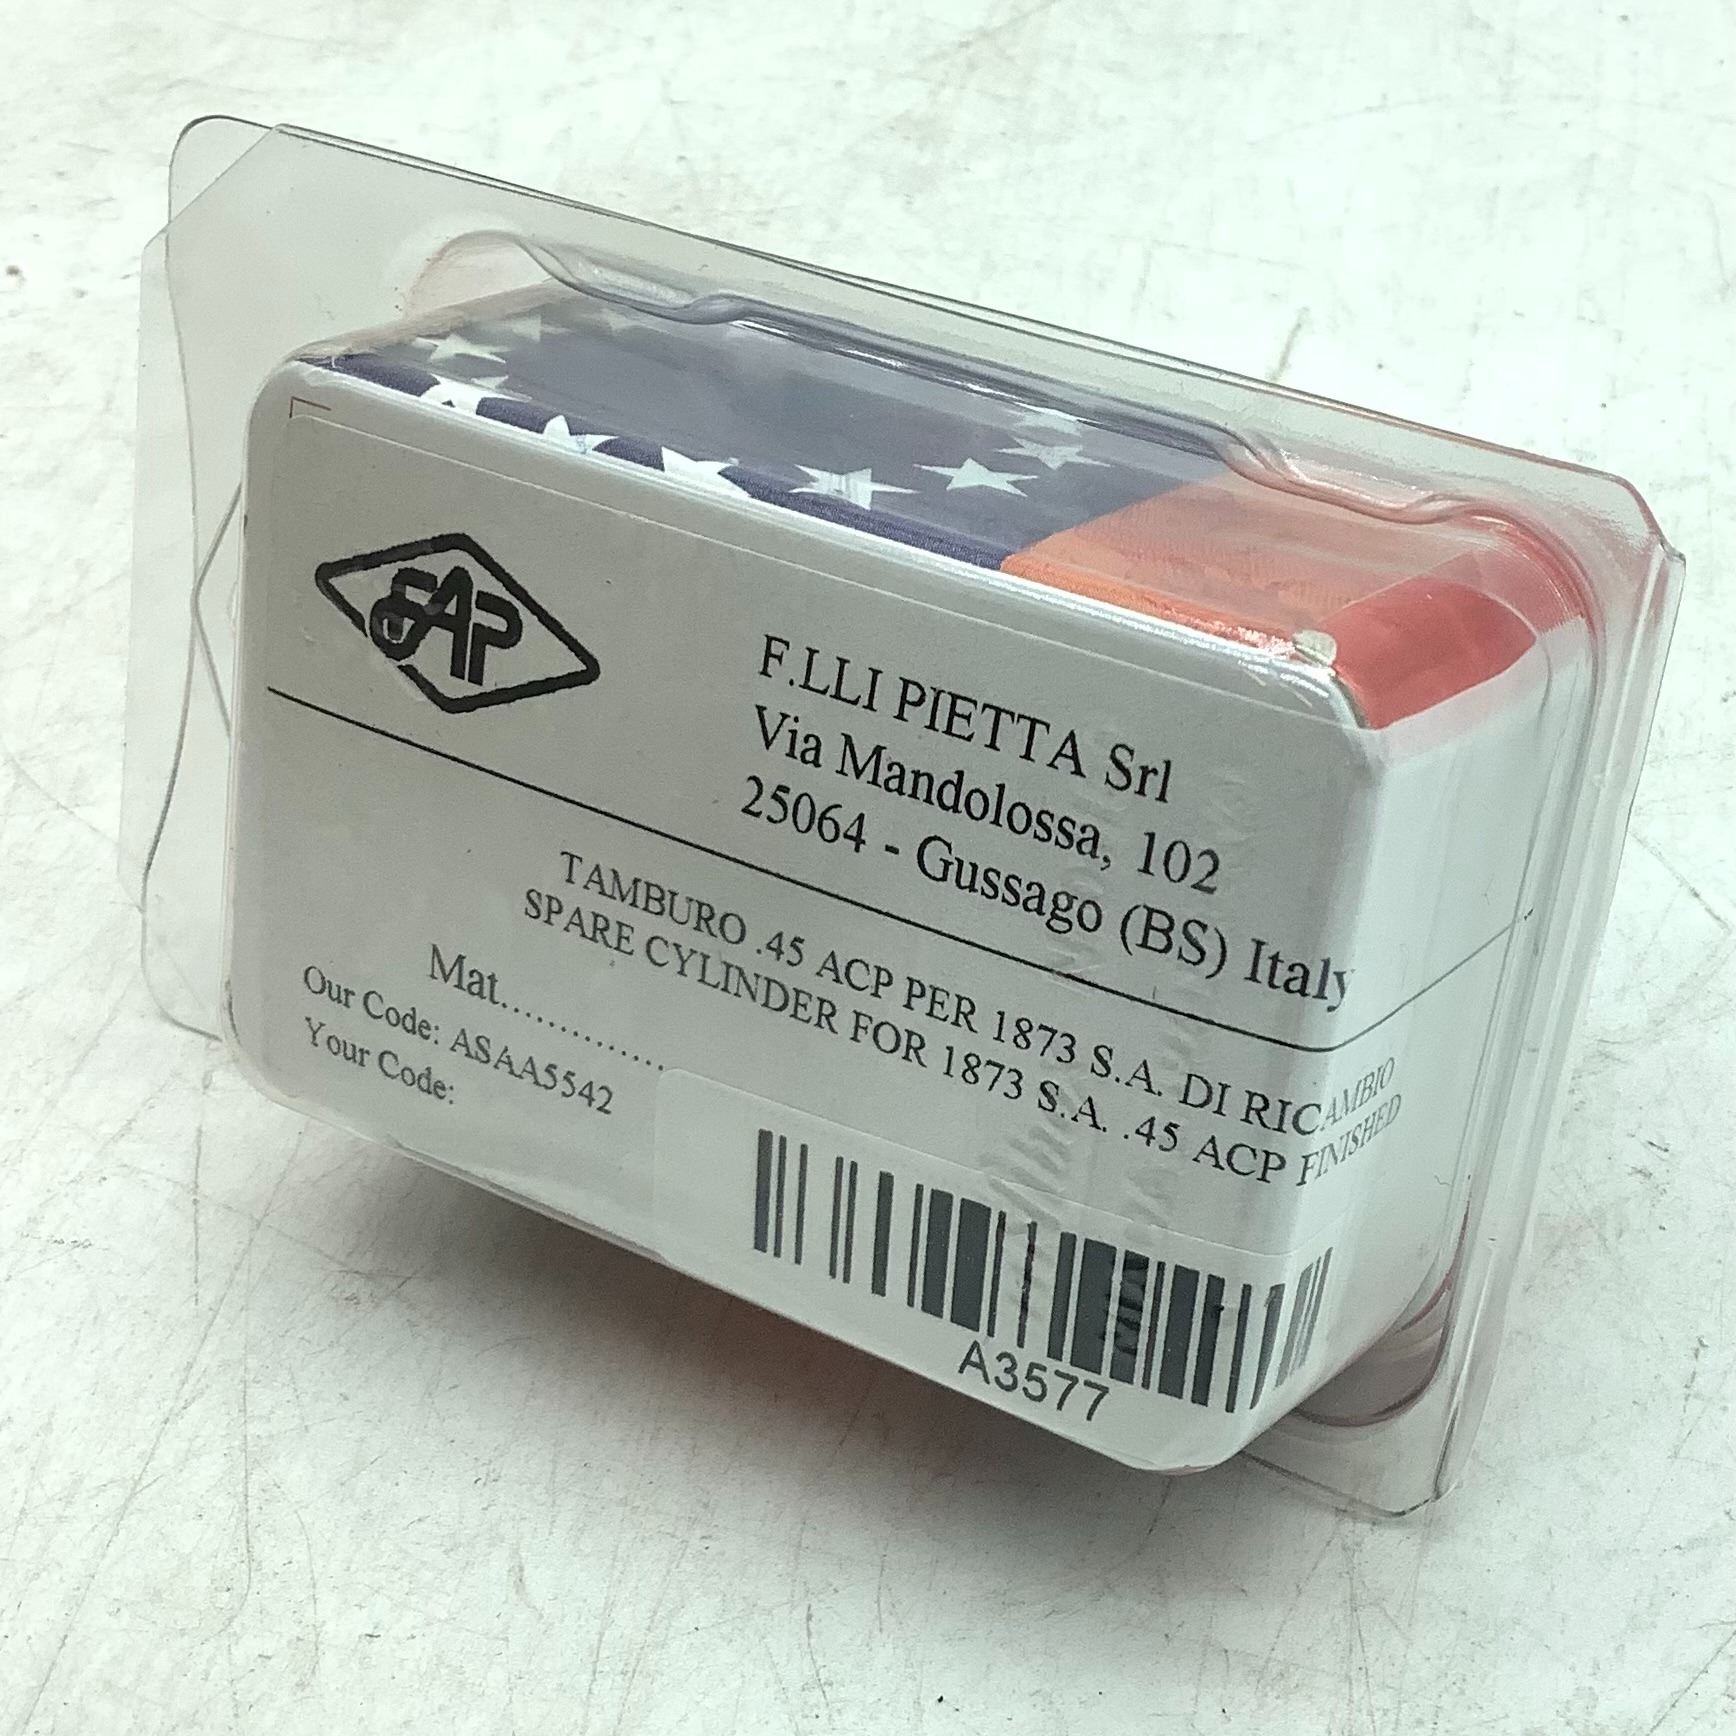 FAP
F.LLI PIETTA Srl
Via Mandolossa, 102
25064 - Gussago (BS) Italy
TAMBURO .45 ACP PER 1873 S.A. DI RICAMBIO
SPARE CYLINDER FOR 1873 S.A. .45 ACP FINISHED
Mat..............
Our Code: ASAA5542
Your Code:
A3577